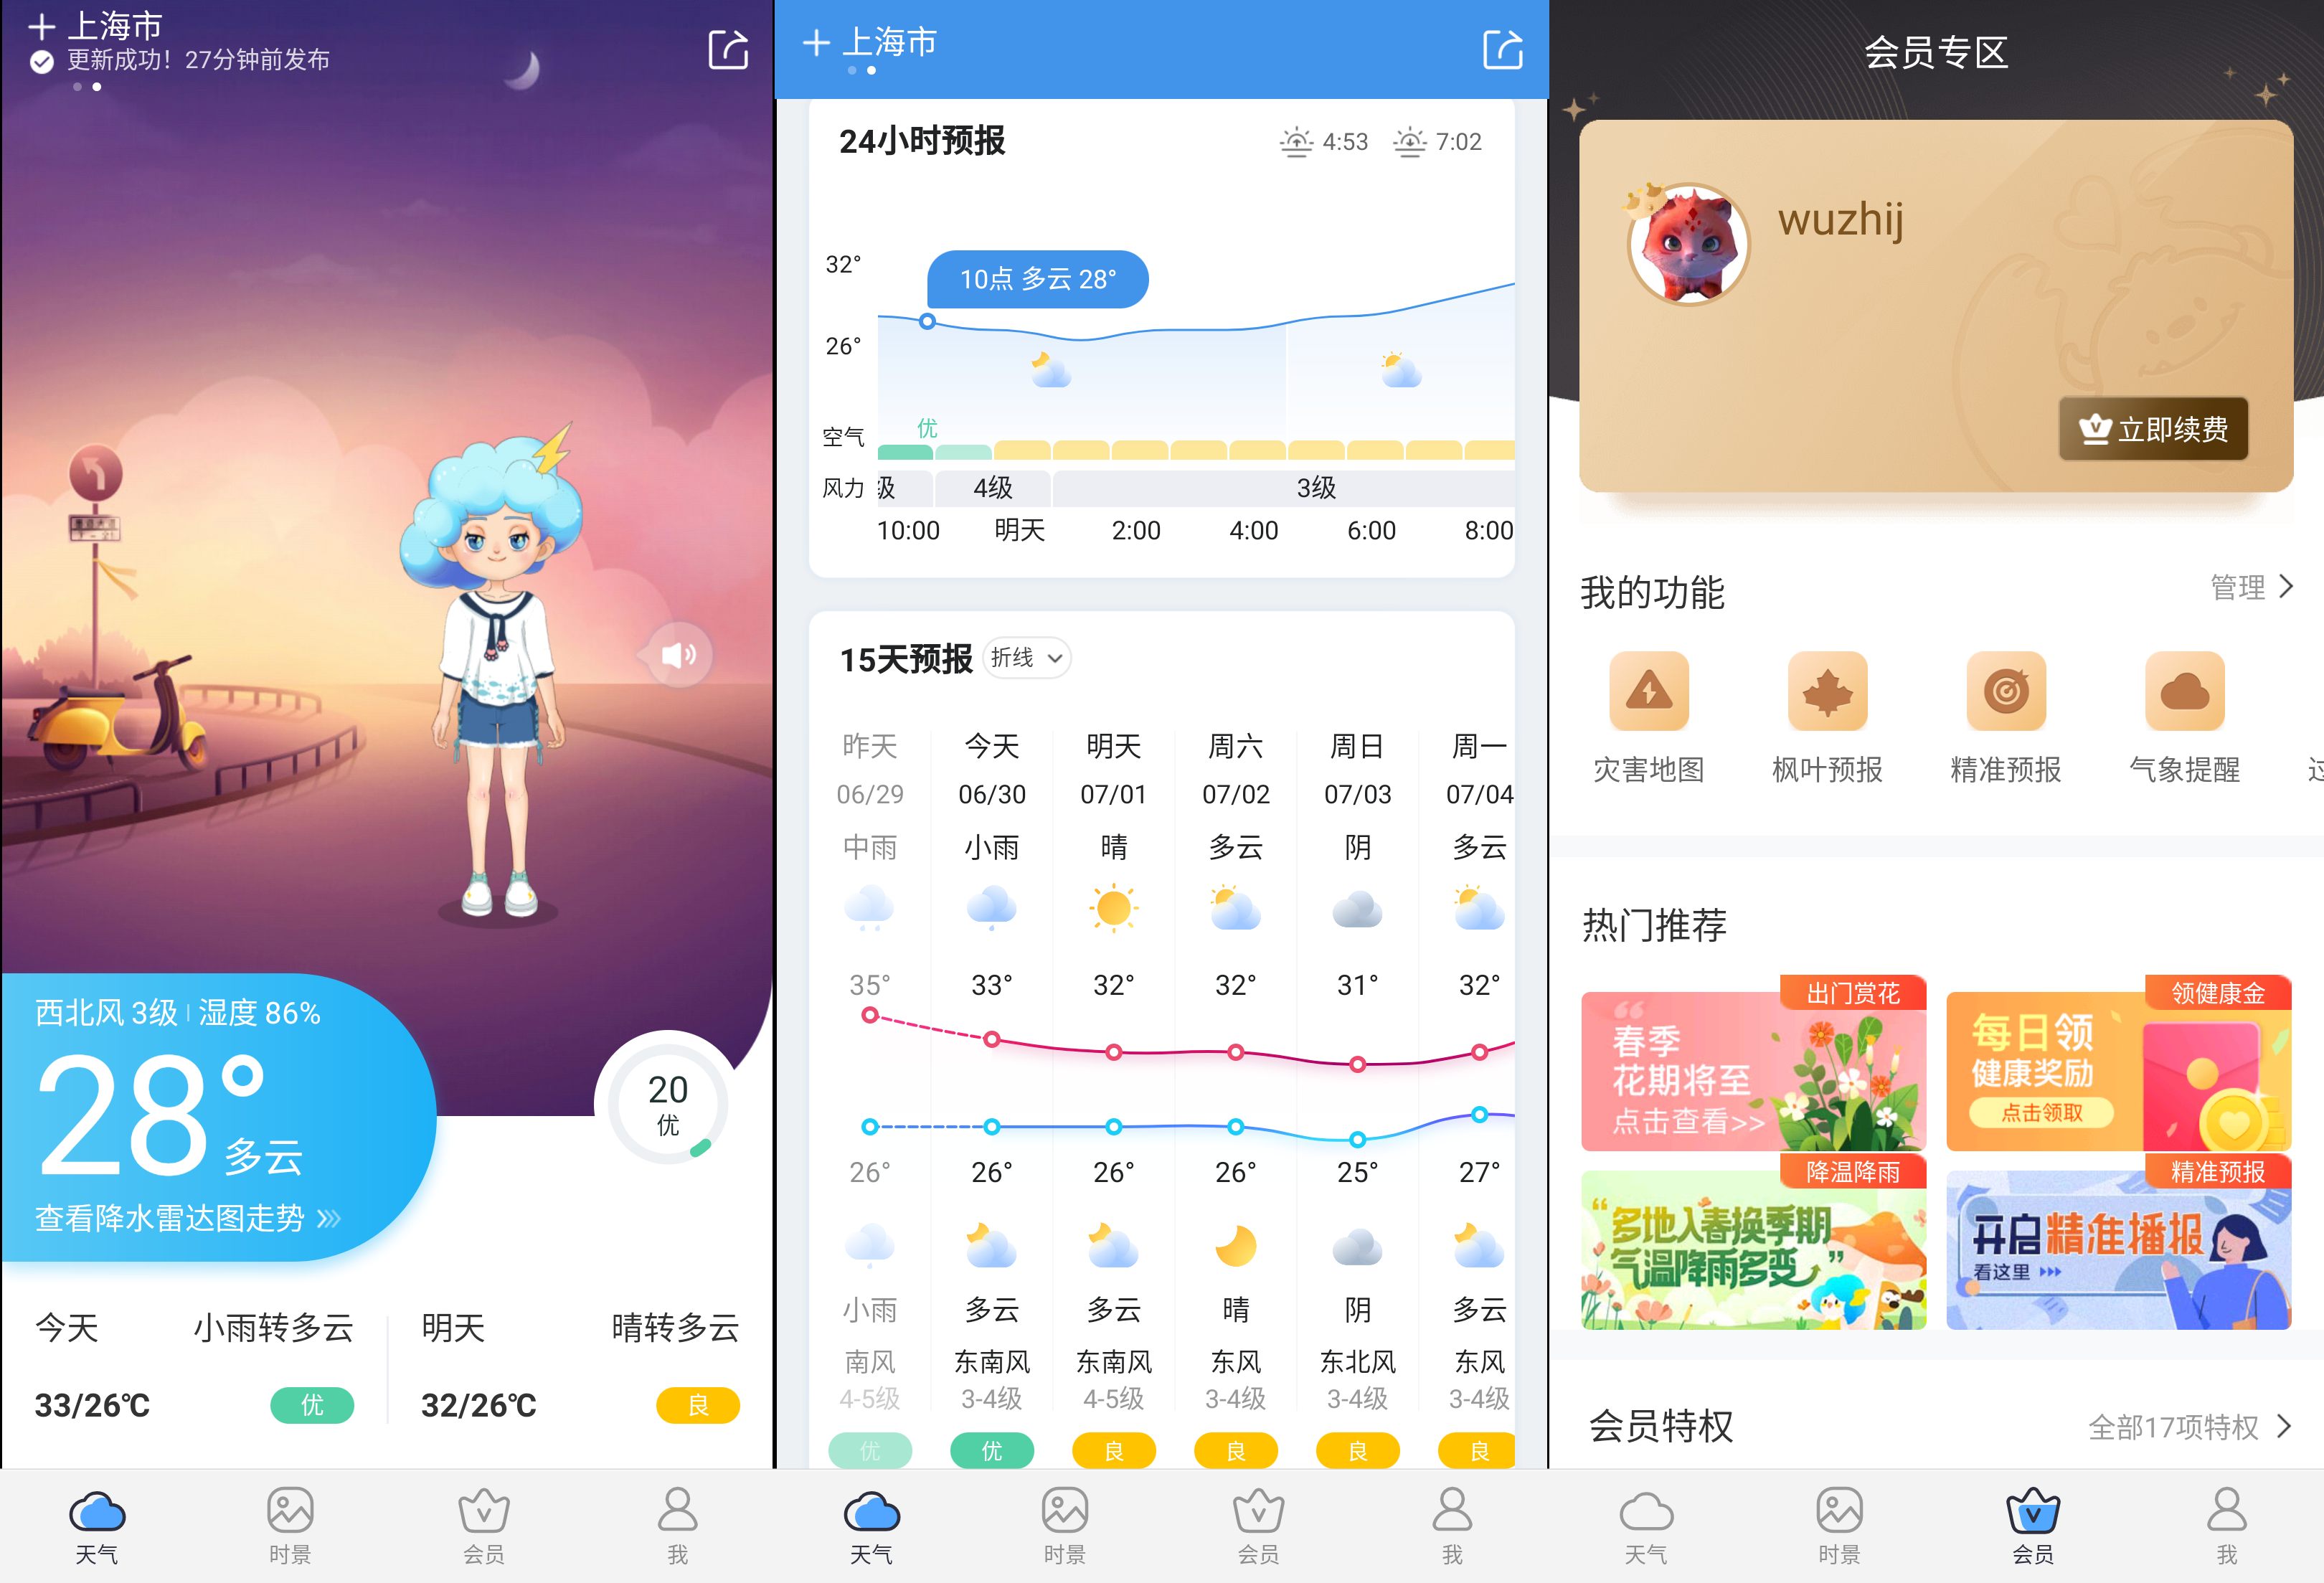 上海市
更新成功！27分钟前发布
西北风 3级 湿度 86%
28°
多云
查看降水雷达图走势
20
优
今天 小雨转多云
33/26℃ 优
明天 晴转多云
32/26℃ 良
天气 时景 会员 我
上海市
24小时预报 4:53 7:02
32°
10点 多云 28°
26°
优
空气
风力 级 4级 3级
10:00 明天 2:00 4:00 6:00 8:00
15天预报 折线
昨天 今天 明天 周六 周日 周一
06/29 06/30 07/01 07/02 07/03 07/04
中雨 小雨 晴 多云 阴 多云
35° 33° 32° 32° 31° 32°
26° 26° 26° 26° 25° 27°
小雨 多云 多云 晴 阴 多云
南风 东南风 东南风 东风 东北风 东风
4-5级 3-4级 4-5级 3-4级 3-4级 3-4级
优 优 良 良 良 良
天气 时景 会员 我
会员专区
wuzhij
立即续费
我的功能 管理
灾害地图 枫叶预报 精准预报 气象提醒
热门推荐
出门赏花
春季
花期将至
点击查看>>
领健康金
每日领
健康奖励
点击领取
降温降雨
“多地入春换季期
气温降雨多变”
精准预报
开启精准播报
看这里
会员特权 全部17项特权
天气 时景 会员 我